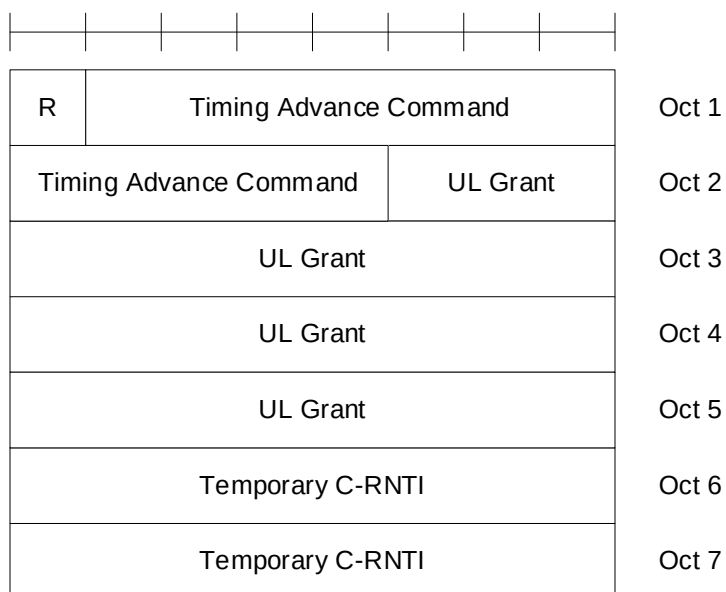 R Timing Advance Command Oct 1
Timing Advance Command UL Grant Oct 2
UL Grant Oct 3
UL Grant Oct 4
UL Grant Oct 5
Temporary C-RNTI Oct 6
Temporary C-RNTI Oct 7